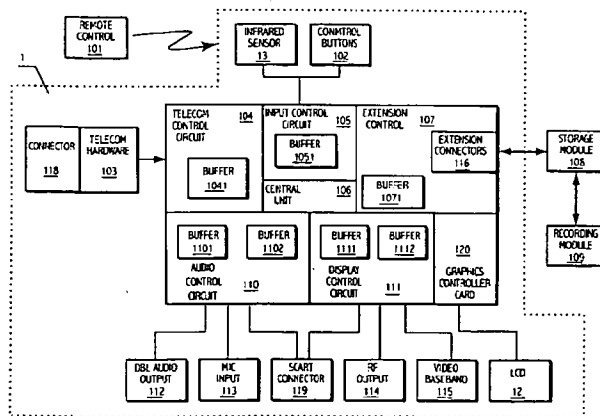 REMOTE
CONTROL
101
1
INFRARED
SENSOR
13
CONMTROL
BUTTONS
102
TELECOM 104
CONTROL
CIRCUIT
BUFFER
1041
INPUT CONTROL
CIRCUIT 105
BUFFER
1051
CENTRAL
UNIT 106
EXTENSION
CONTROL 107
EXTENSION
CONNECTORS
116
BUFFER
1071
CONNECTOR
118
TELECOM
HARDWARE
103
STORAGE
MODULE
108
RECORDING
MODULE
109
BUFFER
1101
BUFFER
1102
AUDIO
CONTROL 110
CIRCUIT
BUFFER
1111
BUFFER
1112
DISPLAY
CONTROL 111
CIRCUIT
120
GRAPHICS
CONTROLLER
CARD
DBL AUDIO
OUTPUT
112
MIC
INPUT
113
SCART
CONNECTOR
119
RF
OUTPUT
114
VIDEO
BASEBAND
115
LCD
12